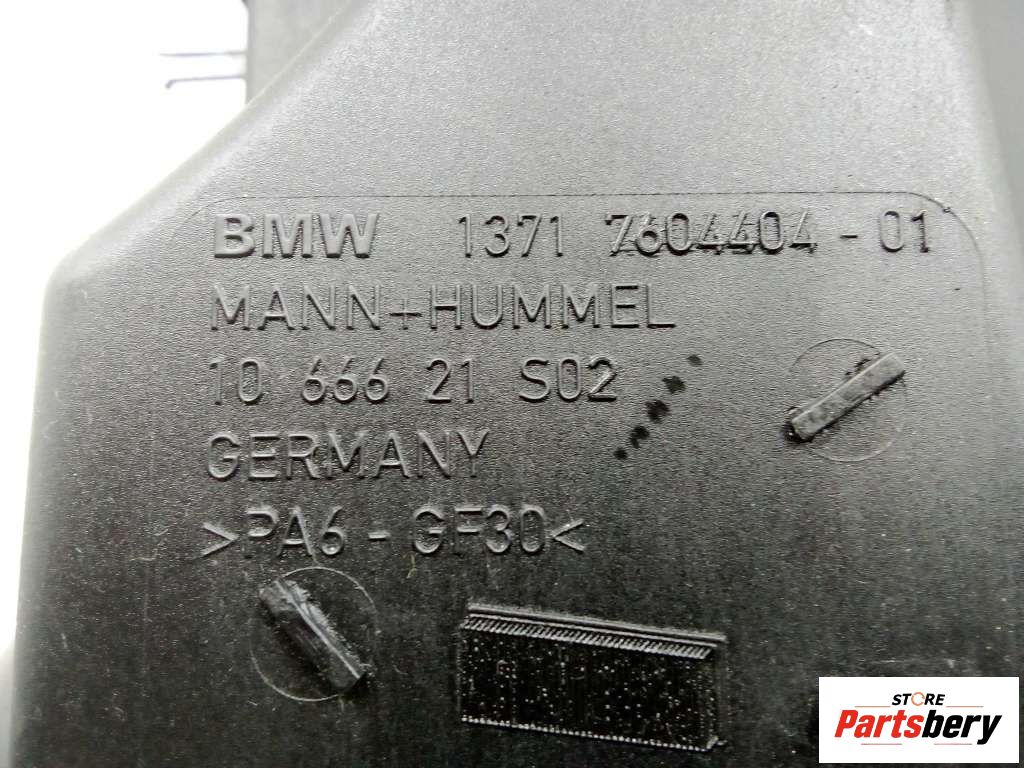 BMW 1371 7604404-01
MANN+HUMMEL
10 666 21 S02
GERMANY
>PA6-GF30<
STORE
Partsbery